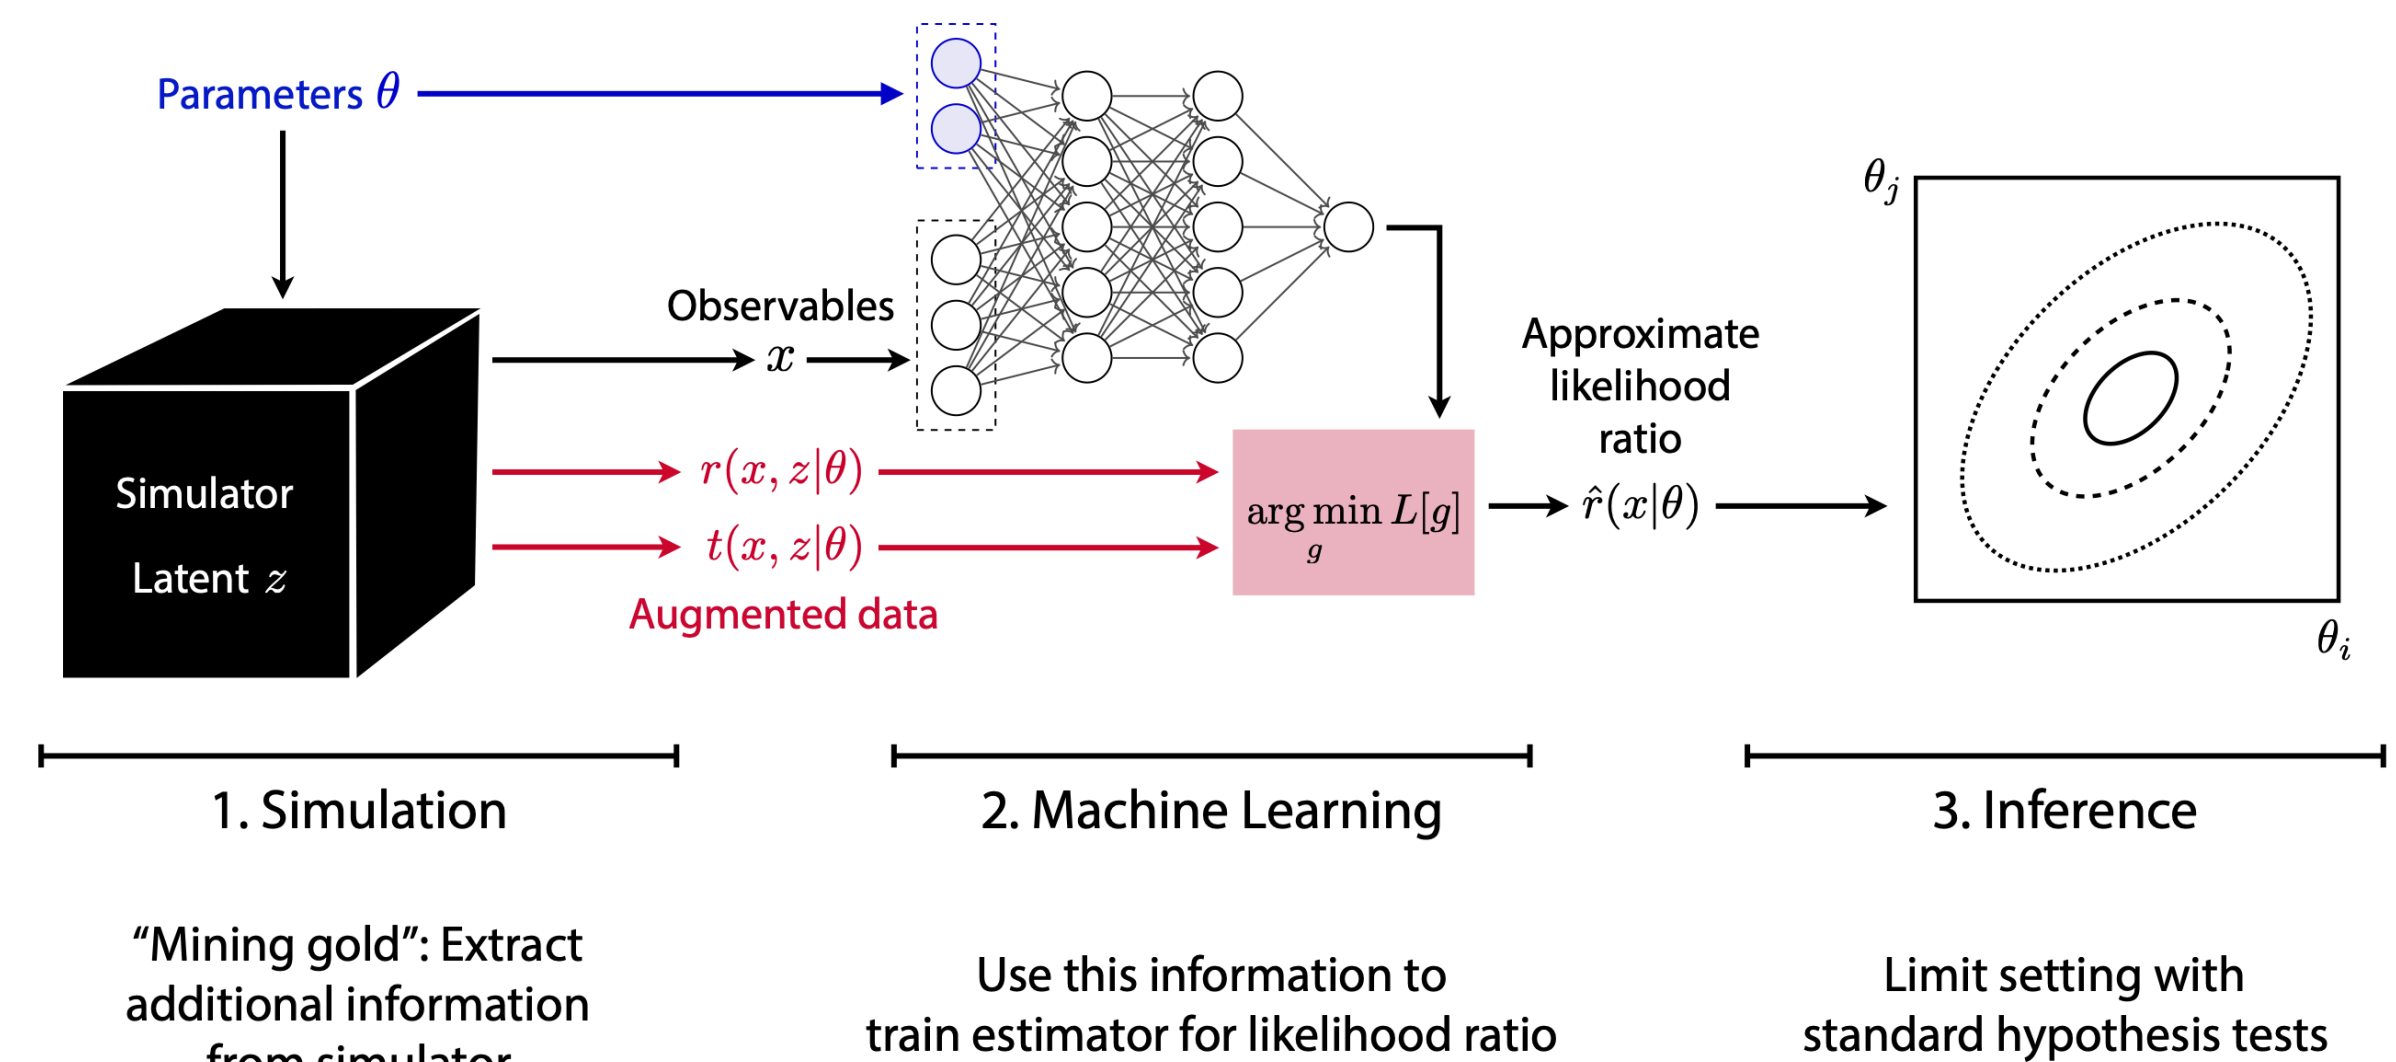 Parameters θ
Observables
x
Simulator
Latent z
r(x, z|θ)
t(x, z|θ)
Augmented data
arg min L[g]
g
Approximate
likelihood
ratio
r̂(x|θ)
θj
θi
1. Simulation
2. Machine Learning
3. Inference
“Mining gold”: Extract
additional information
from simulator
Use this information to
train estimator for likelihood ratio
Limit setting with
standard hypothesis tests